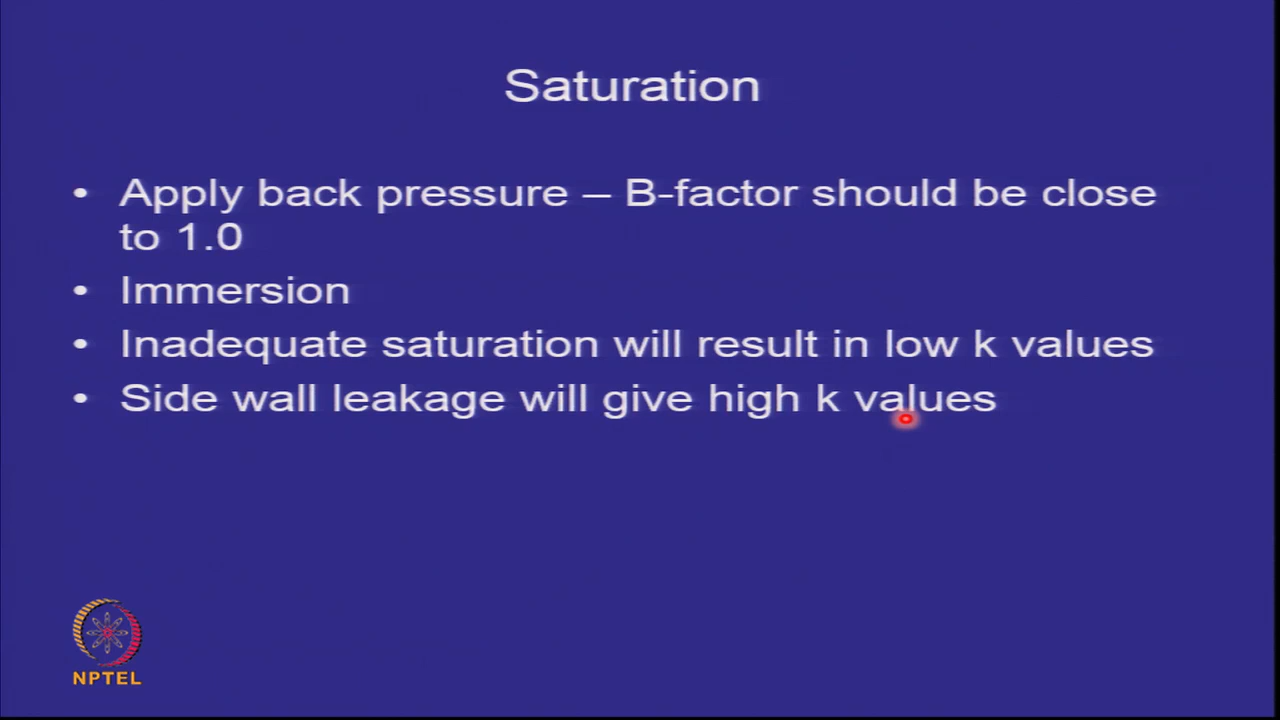 Saturation
• Apply back pressure – B-factor should be close
to 1.0
• Immersion
• Inadequate saturation will result in low k values
• Side wall leakage will give high k values
NPTEL